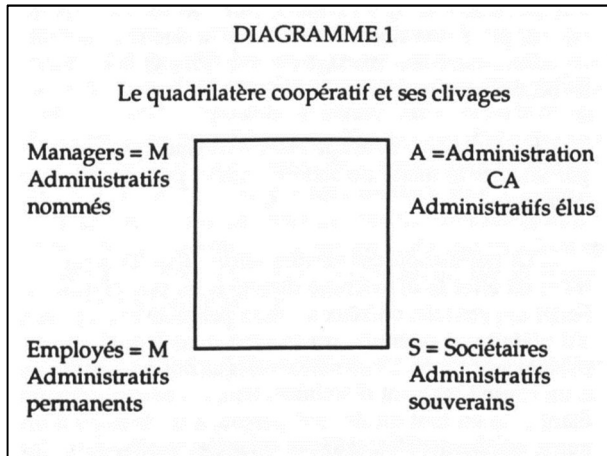 DIAGRAMME 1
Le quadrilatère coopératif et ses clivages
Managers = M
Administratifs
nommés
A =Administration
CA
Administratifs élus
Employés = M
Administratifs
permanents
S = Sociétaires
Administratifs
souverains